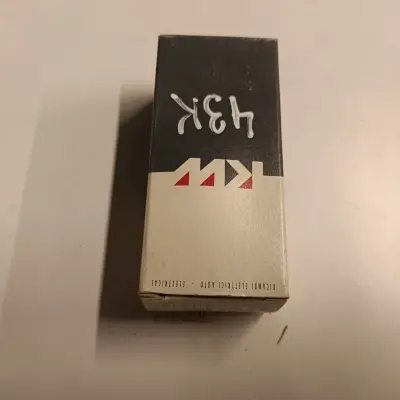 43K
KW
RICAMBI ELETTRICI AUTO - ELECTRICAL